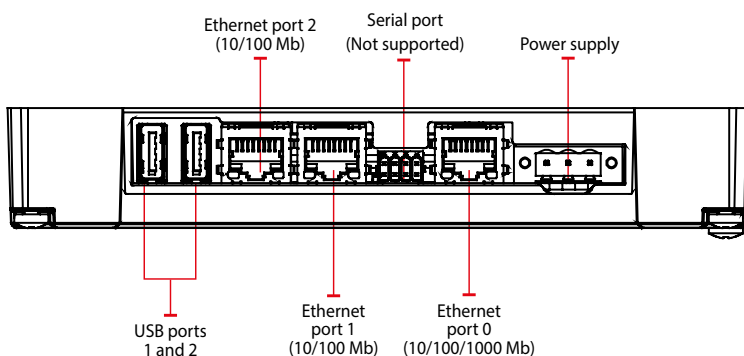 Ethernet port 2
(10/100 Mb)
Serial port
(Not supported)
Power supply
USB ports
1 and 2
Ethernet
port 1
(10/100 Mb)
Ethernet
port 0
(10/100/1000 Mb)